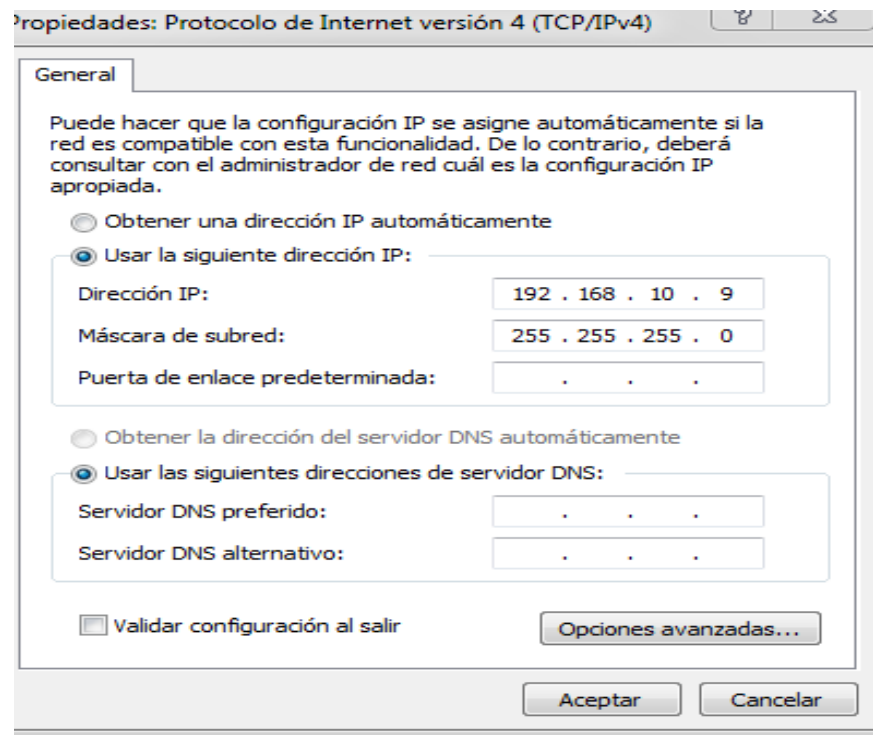 Propiedades: Protocolo de Internet versión 4 (TCP/IPv4)
General
Puede hacer que la configuración IP se asigne automáticamente si la
red es compatible con esta funcionalidad. De lo contrario, deberá
consultar con el administrador de red cuál es la configuración IP
apropiada.
Obtener una dirección IP automáticamente
Usar la siguiente dirección IP:
Dirección IP: 192 . 168 . 10 . 9
Máscara de subred: 255 . 255 . 255 . 0
Puerta de enlace predeterminada: . . .
Obtener la dirección del servidor DNS automáticamente
Usar las siguientes direcciones de servidor DNS:
Servidor DNS preferido: . . .
Servidor DNS alternativo: . . .
Validar configuración al salir
Opciones avanzadas...
Aceptar Cancelar